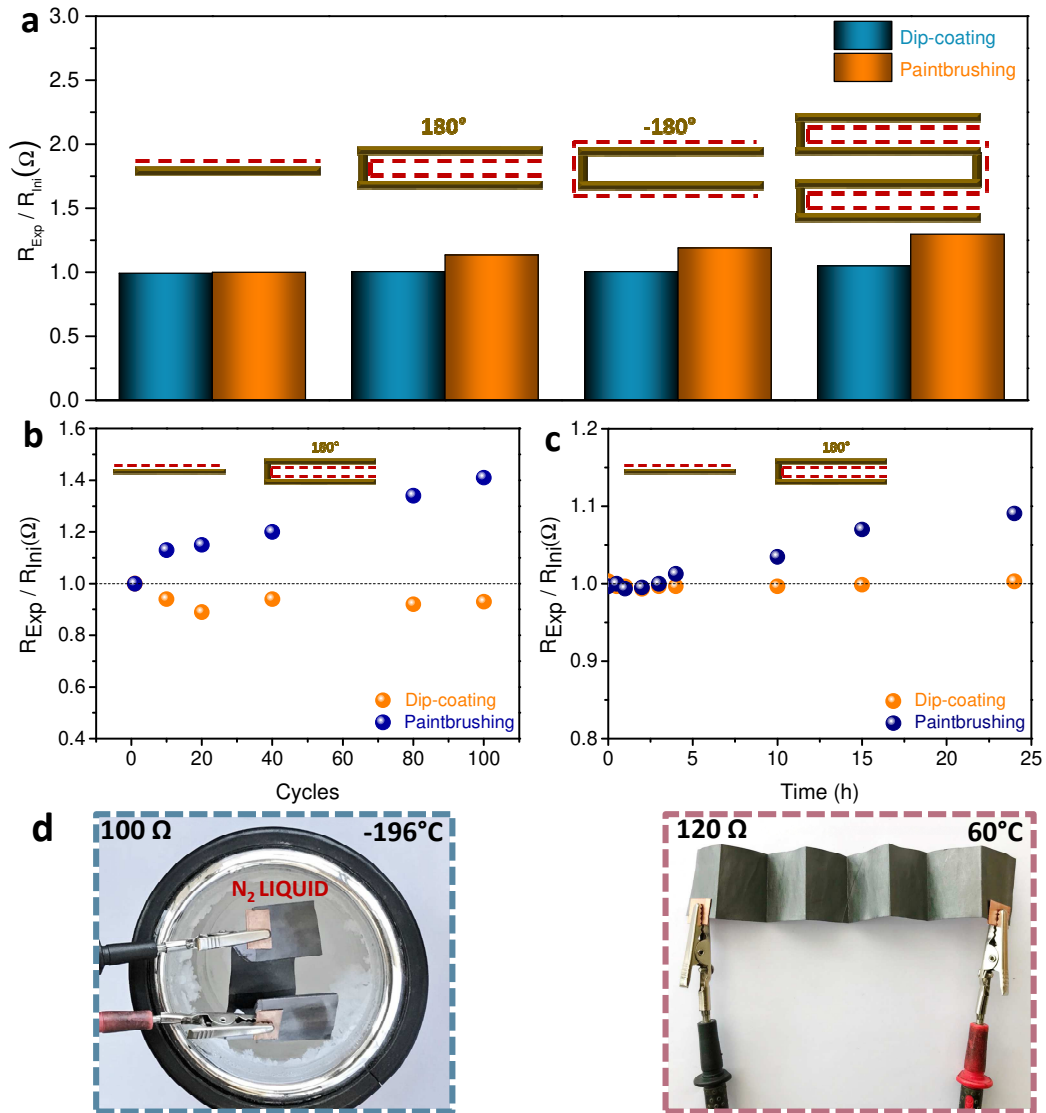 a
3.0
2.5
2.0
1.5
1.0
0.5
0.0
R_Exp / R_Ini (Ω)
Dip-coating
Paintbrushing
180°
-180°
b
1.6
1.4
1.2
1.0
0.8
0.6
0.4
R_Exp / R_Ini (Ω)
180°
Dip-coating
Paintbrushing
0 20 40 60 80 100
Cycles
c
1.2
1.1
1.0
0.9
0.8
R_Exp / R_Ini (Ω)
180°
Dip-coating
Paintbrushing
0 5 10 15 20 25
Time (h)
d
100 Ω -196°C
N₂ LIQUID
120 Ω 60°C